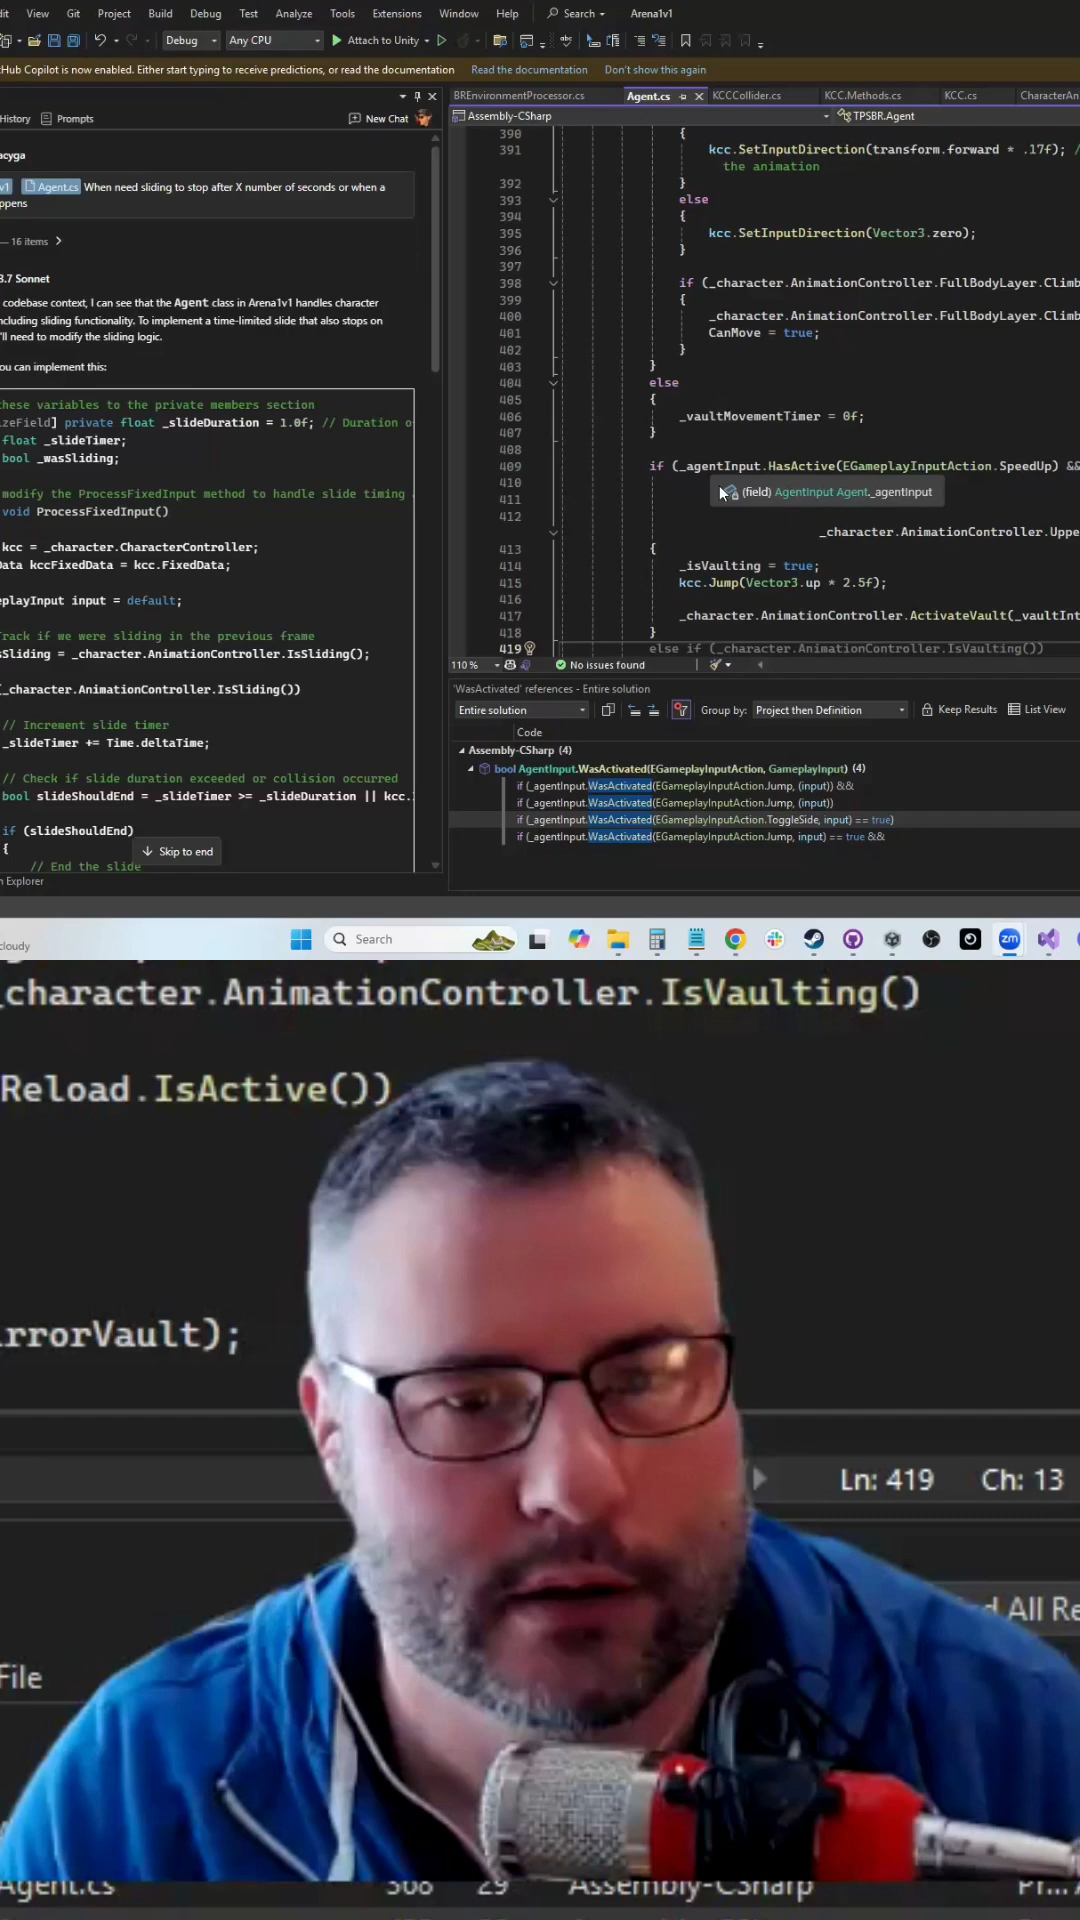 View Git Project Build Debug Test Analyze Tools Extensions Window Help Search Arena1v1
Debug Any CPU Attach to Unity
Hub Copilot is now enabled. Either start typing to receive predictions, or read the documentation Read the documentation Don't show this again
History Prompts New Chat
acyga
v1 Agent.cs When need sliding to stop after X number of seconds or when a
ppens
— 16 items
3.7 Sonnet
codebase context, I can see that the Agent class in Arena1v1 handles character
ncluding sliding functionality. To implement a time-limited slide that also stops on
'll need to modify the sliding logic.
ou can implement this:
these variables to the private members section
izeField] private float _slideDuration = 1.0f; // Duration o
float _slideTimer;
bool _wasSliding;
modify the ProcessFixedInput method to handle slide timing
void ProcessFixedInput()
kcc = _character.CharacterController;
Data kccFixedData = kcc.FixedData;
eplayInput input = default;
Track if we were sliding in the previous frame
sSliding = _character.AnimationController.IsSliding();
(_character.AnimationController.IsSliding())
// Increment slide timer
_slideTimer += Time.deltaTime;
// Check if slide duration exceeded or collision occurred
bool slideShouldEnd = _slideTimer >= _slideDuration || kcc.
if (slideShouldEnd)
{
// End the slide
Skip to end
n Explorer
BREnvironmentProcessor.cs Agent.cs KCCCollider.cs KCC.Methods.cs KCC.cs CharacterAn
Assembly-CSharp TPSBR.Agent
390 {
391 kcc.SetInputDirection(transform.forward * .17f); /
the animation
392 }
393 else
394 {
395 kcc.SetInputDirection(Vector3.zero);
396 }
397
398 if (_character.AnimationController.FullBodyLayer.Climb
399 {
400 _character.AnimationController.FullBodyLayer.Climb
401 CanMove = true;
402 }
403 }
404 else
405 {
406 _vaultMovementTimer = 0f;
407 }
408
409 if (_agentInput.HasActive(EGameplayInputAction.SpeedUp) &&
410
(field) AgentInput Agent._agentInput
411
412
_character.AnimationController.Uppe
413 {
414 _isVaulting = true;
415 kcc.Jump(Vector3.up * 2.5f);
416
417 _character.AnimationController.ActivateVault(_vaultInt
418 }
419 else if (_character.AnimationController.IsVaulting())
110 % No issues found
'WasActivated' references - Entire solution
Entire solution Group by: Project then Definition Keep Results List View
Code
Assembly-CSharp (4)
bool AgentInput.WasActivated(EGameplayInputAction, GameplayInput) (4)
if (_agentInput.WasActivated(EGameplayInputAction.Jump, (input)) &&
if (_agentInput.WasActivated(EGameplayInputAction.Jump, (input))
if (_agentInput.WasActivated(EGameplayInputAction.ToggleSide, input) == true)
if (_agentInput.WasActivated(EGameplayInputAction.Jump, input) == true &&
cloudy
Search
zm
_character.AnimationController.IsVaulting()
Reload.IsActive())
irrorVault);
Ln: 419 Ch: 13
d All Re
File
Agent.cs 368 29 Assembly-CSharp Pr...